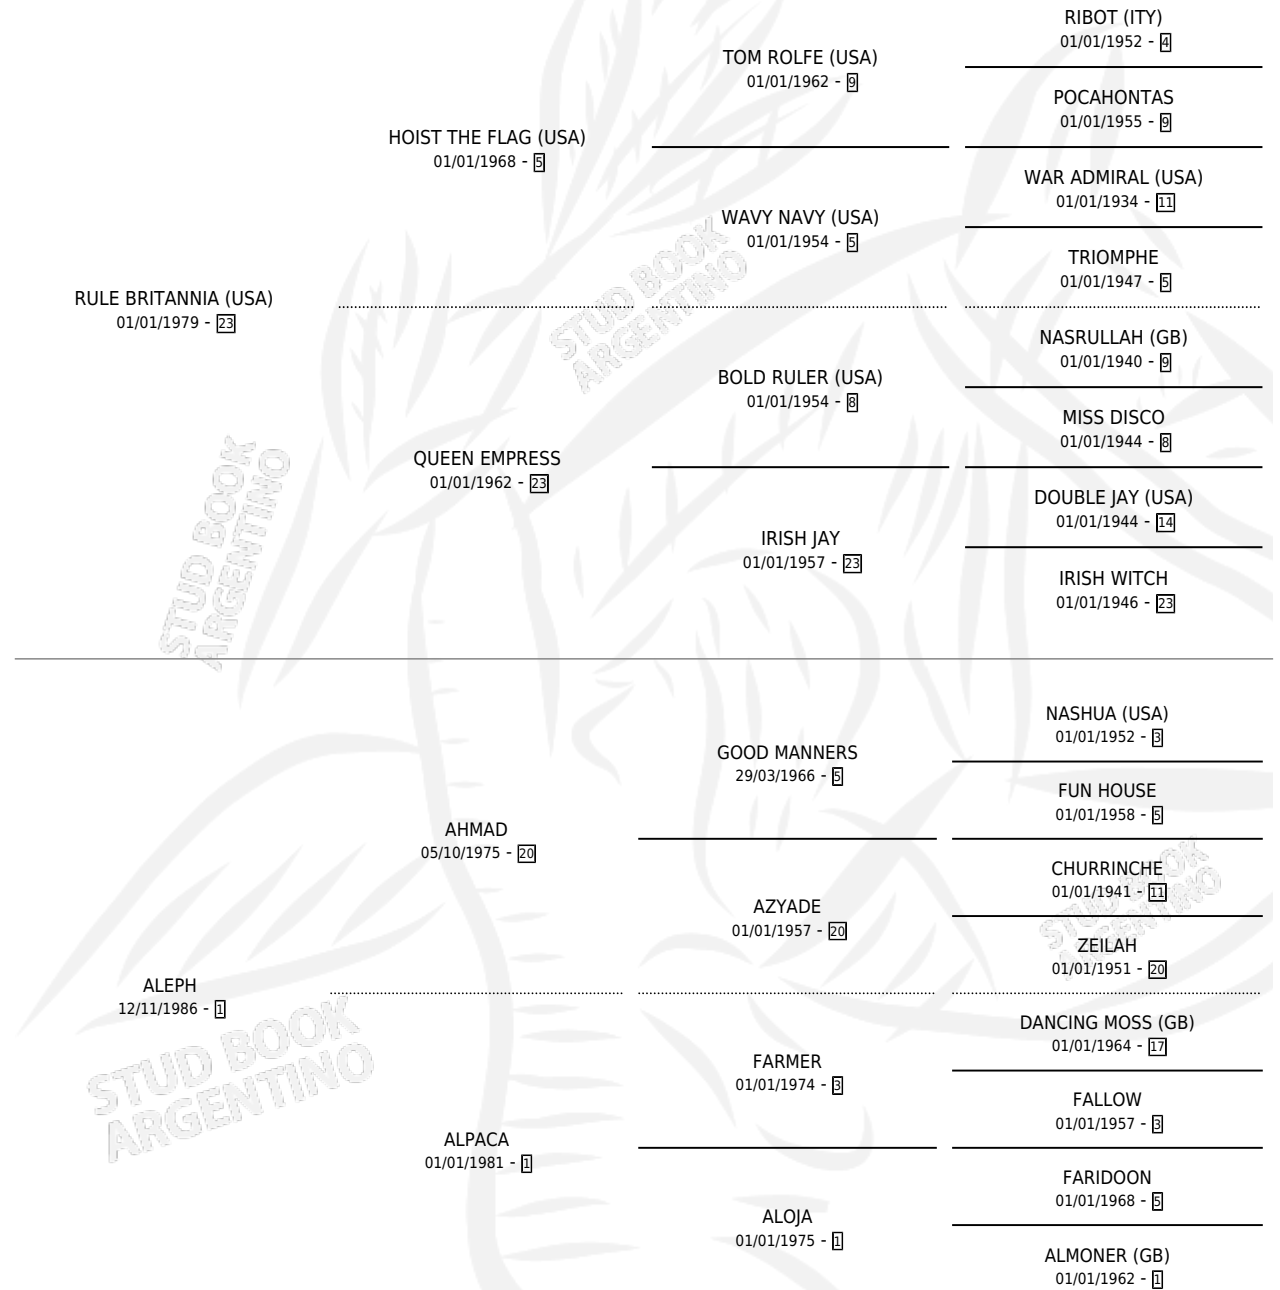 RIBOT (ITY)
01/01/1952 - 4
TOM ROLFE (USA)
01/01/1962 - 9
POCAHONTAS
01/01/1955 - 9
HOIST THE FLAG (USA)
01/01/1968 - 5
WAR ADMIRAL (USA)
01/01/1934 - 11
WAVY NAVY (USA)
01/01/1954 - 5
TRIOMPHE
01/01/1947 - 5
RULE BRITANNIA (USA)
01/01/1979 - 23
STUD BOOK
ARGENTINO
NASRULLAH (GB)
01/01/1940 - 9
BOLD RULER (USA)
01/01/1954 - 8
MISS DISCO
01/01/1944 - 8
QUEEN EMPRESS
01/01/1962 - 23
DOUBLE JAY (USA)
01/01/1944 - 14
IRISH JAY
01/01/1957 - 23
IRISH WITCH
01/01/1946 - 23
STUD BOOK
ARGENTINO
NASHUA (USA)
01/01/1952 - 3
GOOD MANNERS
29/03/1966 - 5
FUN HOUSE
01/01/1958 - 5
AHMAD
05/10/1975 - 20
CHURRINCHE
01/01/1941 - 11
AZYADE
01/01/1957 - 20
STUD BOOK
ARGENTINO
ZEILAH
01/01/1951 - 20
ALEPH
12/11/1986 - 1
DANCING MOSS (GB)
01/01/1964 - 17
STUD BOOK
ARGENTINO
FARMER
01/01/1974 - 3
FALLOW
01/01/1957 - 3
ALPACA
01/01/1981 - 1
FARIDOON
01/01/1968 - 5
ALOJA
01/01/1975 - 1
ALMONER (GB)
01/01/1962 - 1